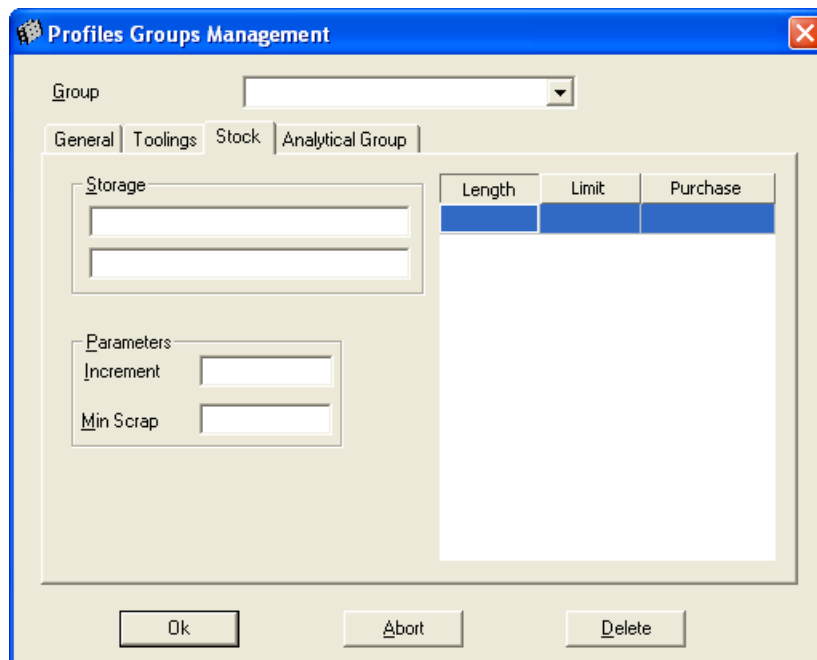 Profiles Groups Management
Group
General Toolings Stock Analytical Group
Storage
Length Limit Purchase
Parameters
Increment
Min Scrap
Ok Abort Delete